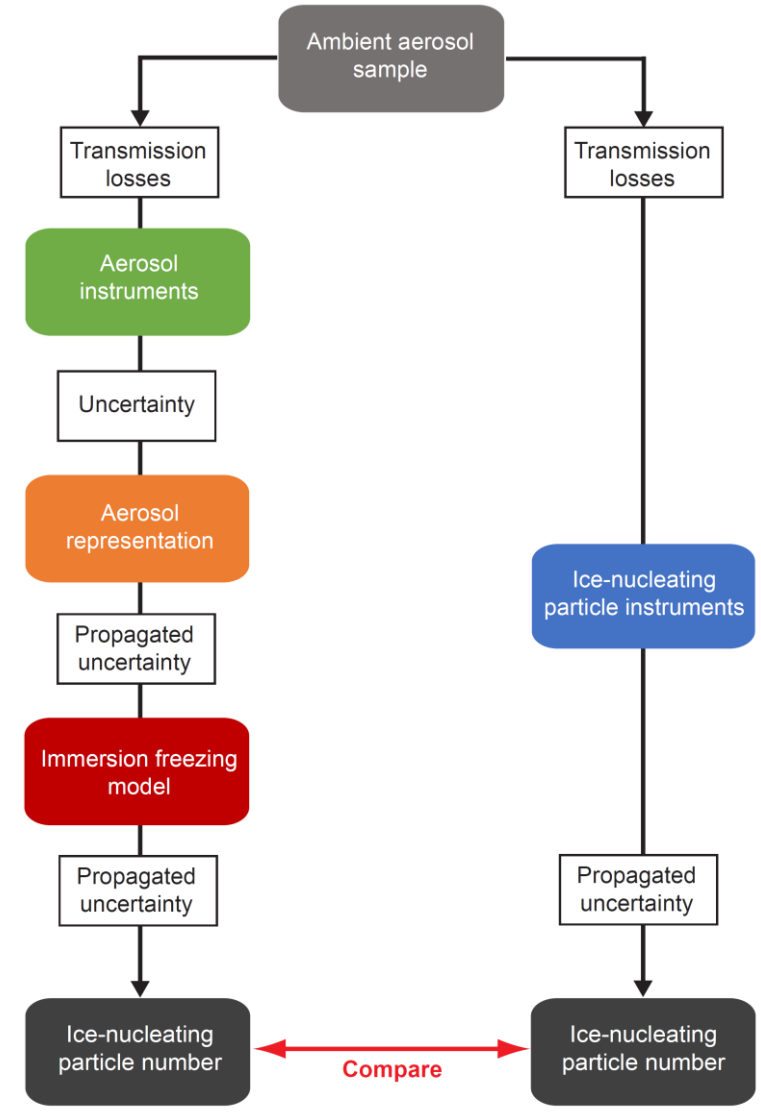 Ambient aerosol
sample
Transmission
losses
Aerosol
instruments
Uncertainty
Aerosol
representation
Propagated
uncertainty
Immersion freezing
model
Propagated
uncertainty
Ice-nucleating
particle number
Transmission
losses
Ice-nucleating
particle instruments
Propagated
uncertainty
Ice-nucleating
particle number
Compare